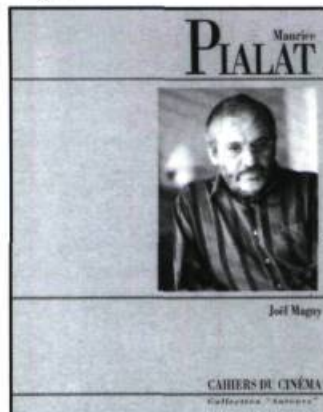 Maurice
PIALAT
Joël Magny
CAHIERS DU CINÉMA
Collection "Auteurs"